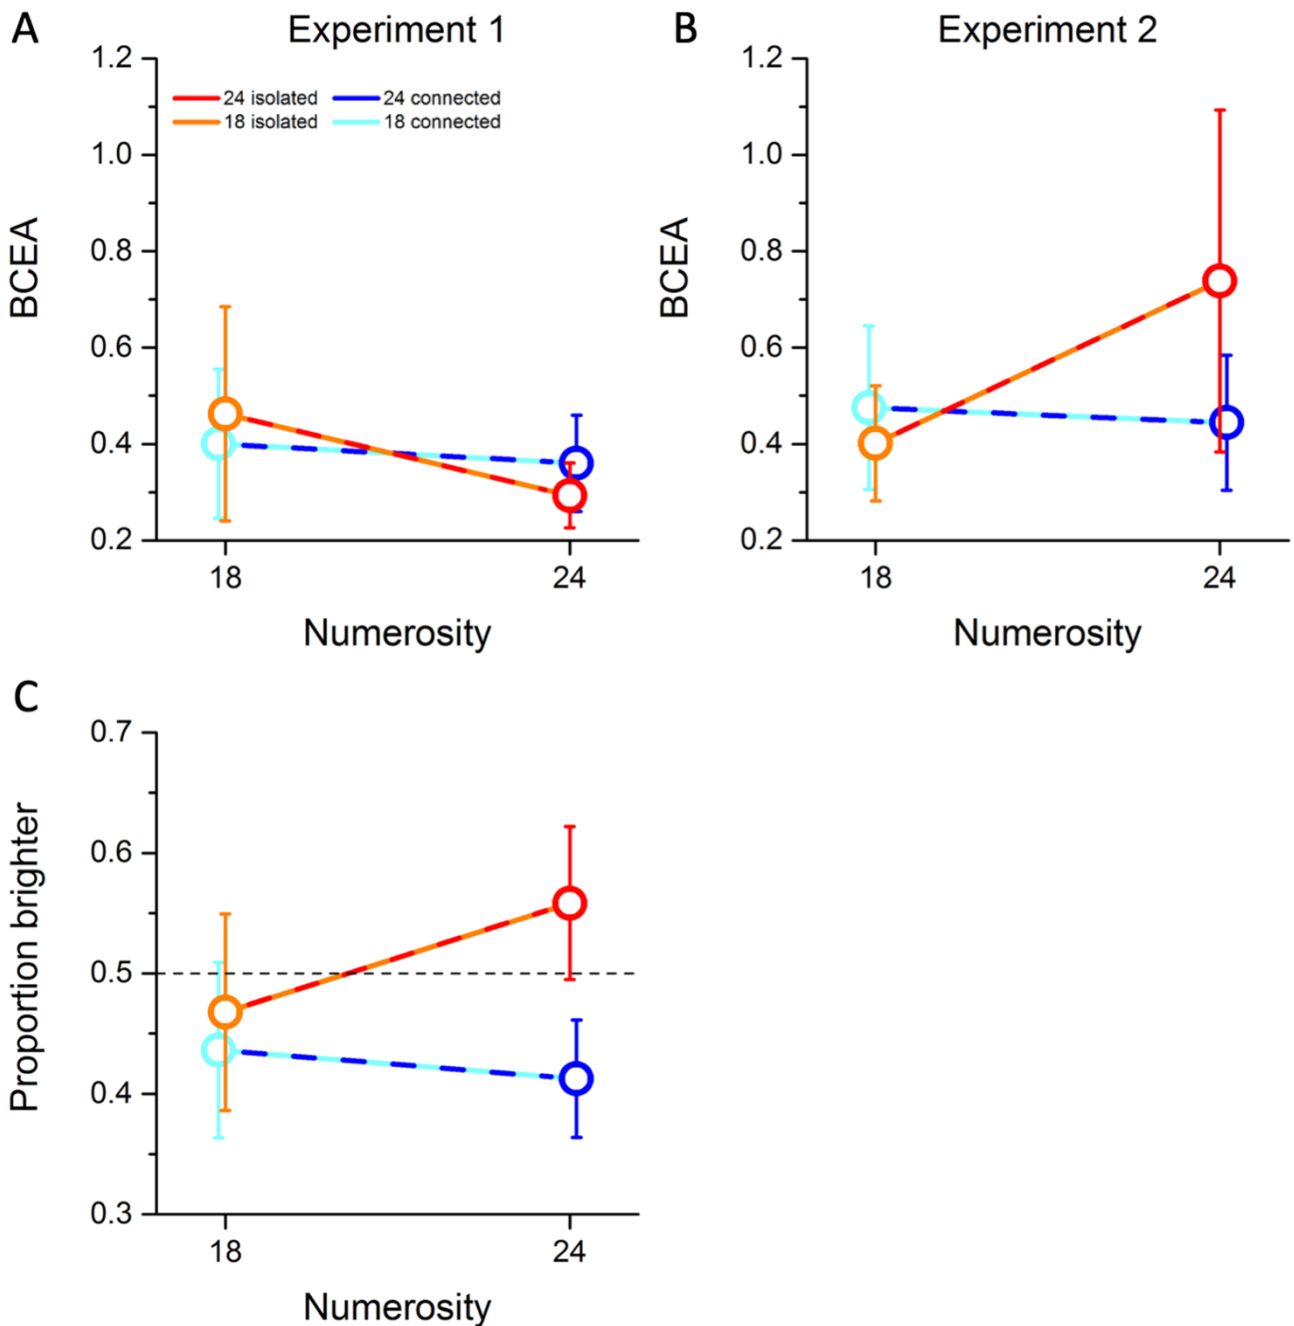 A
Experiment 1
1.2
24 isolated
24 connected
18 isolated
18 connected
1.0
BCEA
0.8
0.6
0.4
0.2
18
24
Numerosity
B
Experiment 2
1.2
1.0
BCEA
0.8
0.6
0.4
0.2
18
24
Numerosity
C
0.7
Proportion brighter
0.6
0.5
0.4
0.3
18
24
Numerosity